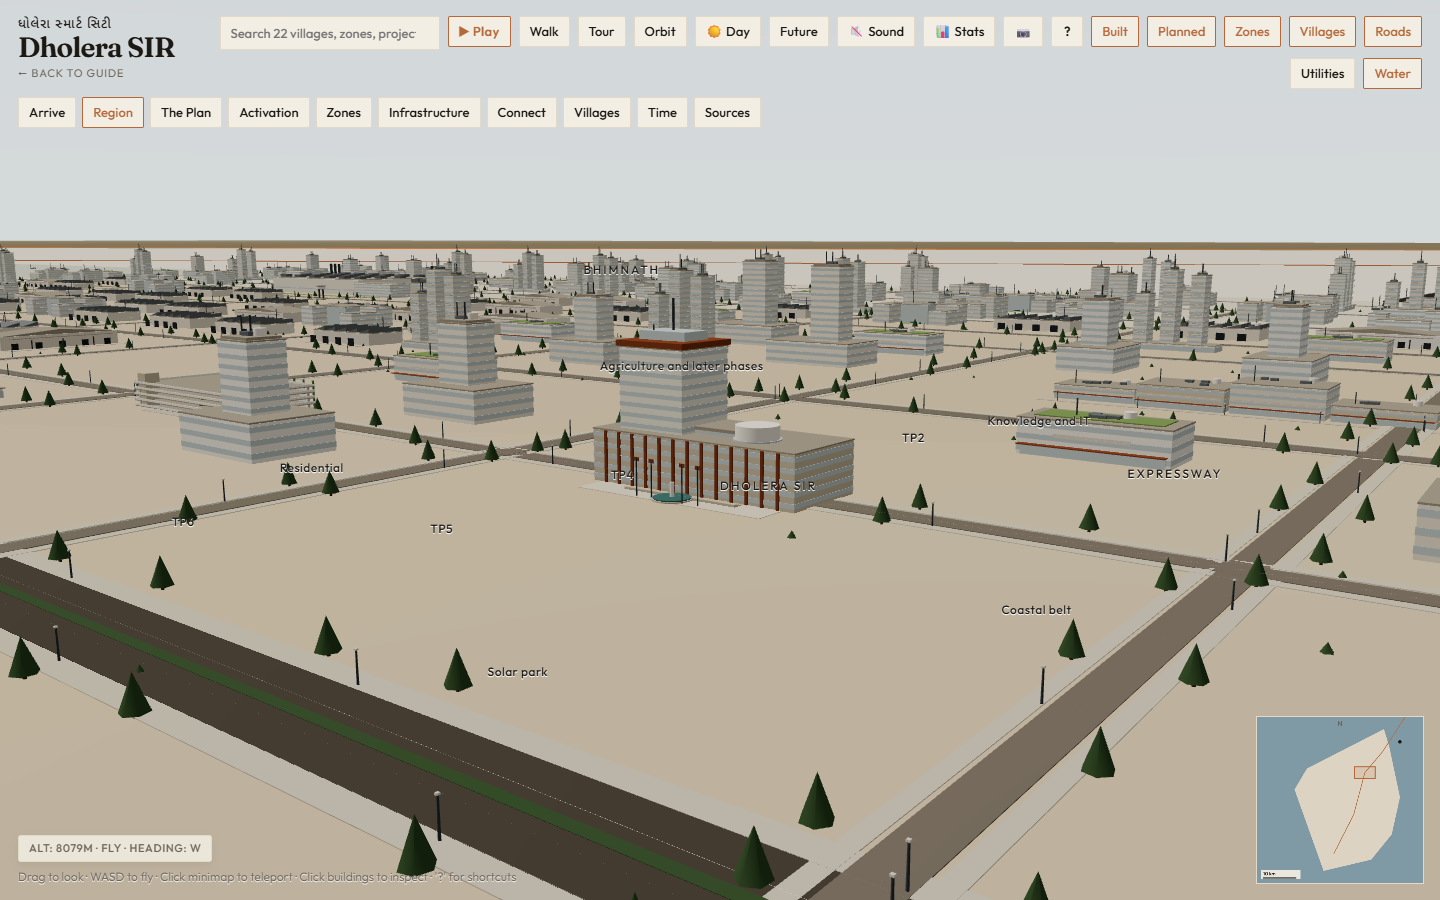 ધોલેરા સ્માર્ટ સિટી
Dholera SIR
← BACK TO GUIDE
Search 22 villages, zones, projec
▶ Play
Walk
Tour
Orbit
Day
Future
Sound
Stats
?
Built
Planned
Zones
Villages
Roads
Utilities
Water
Arrive
Region
The Plan
Activation
Zones
Infrastructure
Connect
Villages
Time
Sources
BHIMNATH
Agriculture and later phases
Knowledge and IT
TP2
Residential
TP4
DHOLERA SIR
EXPRESSWAY
TP6
TP5
Coastal belt
Solar park
N
10 km
ALT: 8079M · FLY · HEADING: W
Drag to look · WASD to fly · Click minimap to teleport · Click buildings to inspect · '?' for shortcuts